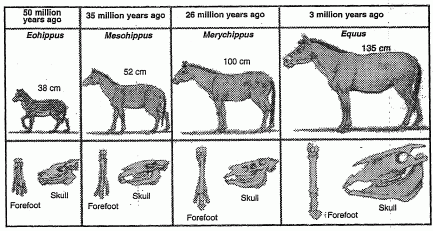 50 million
years ago
35 million years ago
26 million years ago
3 million years ago
Eohippus
Mesohippus
Merychippus
Equus
38 cm
52 cm
100 cm
135 cm
Forefoot
Skull
Forefoot
Skull
Forefoot
Skull
Forefoot
Skull